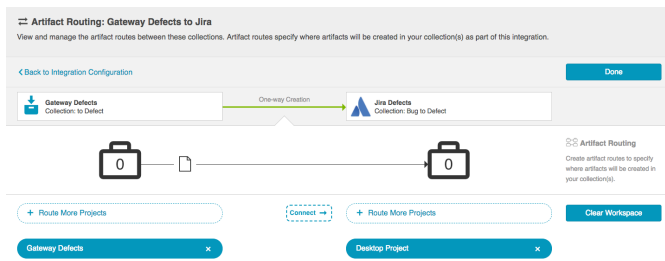 Artifact Routing: Gateway Defects to Jira
View and manage the artifact routes between these collections. Artifact routes specify where artifacts will be created in your collection(s) as part of this integration.
Back to Integration Configuration
Done
Gateway Defects
Collection: to Defect
One-way Creation
Jira Defects
Collection: Bug to Defect
0
0
Artifact Routing
Create artifact routes to specify
where artifacts will be created in
your collection(s).
+ Route More Projects
Connect →
+ Route More Projects
Clear Workspace
Gateway Defects ×
Desktop Project ×